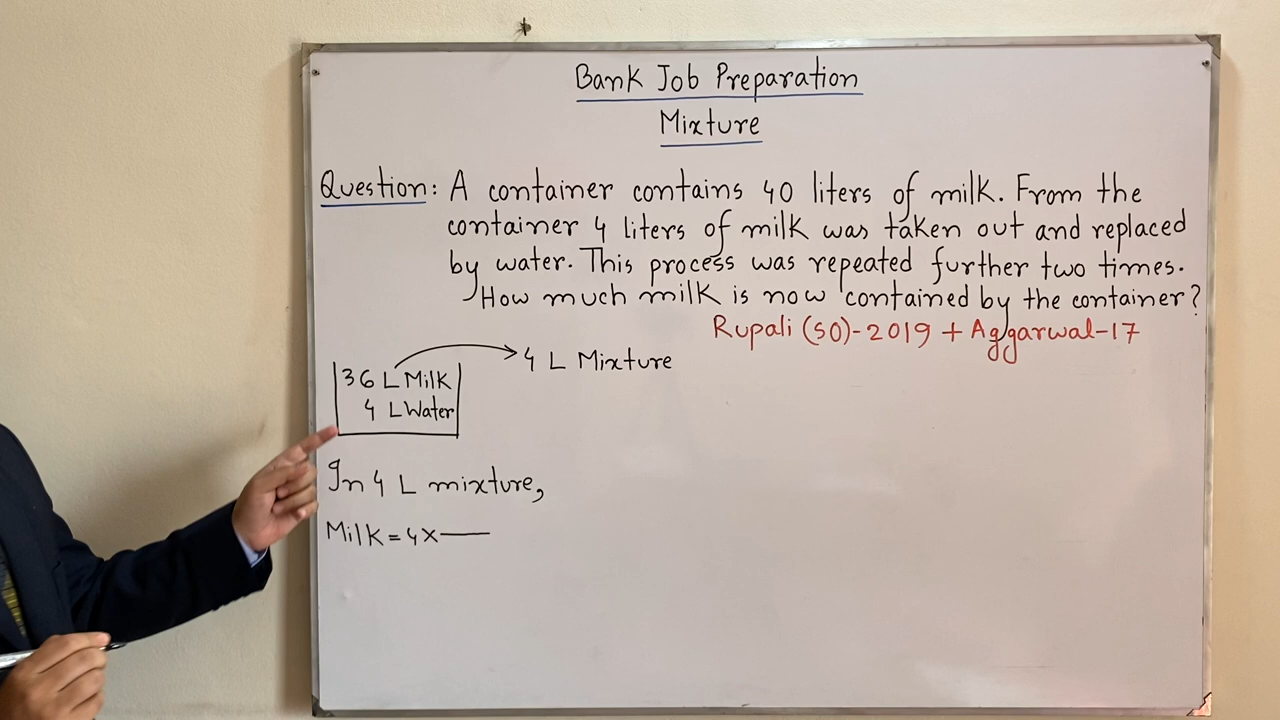 Bank Job Preparation
Mixture
Question: A container contains 40 liters of milk. From the
container 4 liters of milk was taken out and replaced
by water. This process was repeated further two times.
How much milk is now contained by the container?
Rupali (SO)-2019 + Aggarwal-17
36 L Milk
4 L Water
4 L Mixture
In 4 L mixture,
Milk = 4×